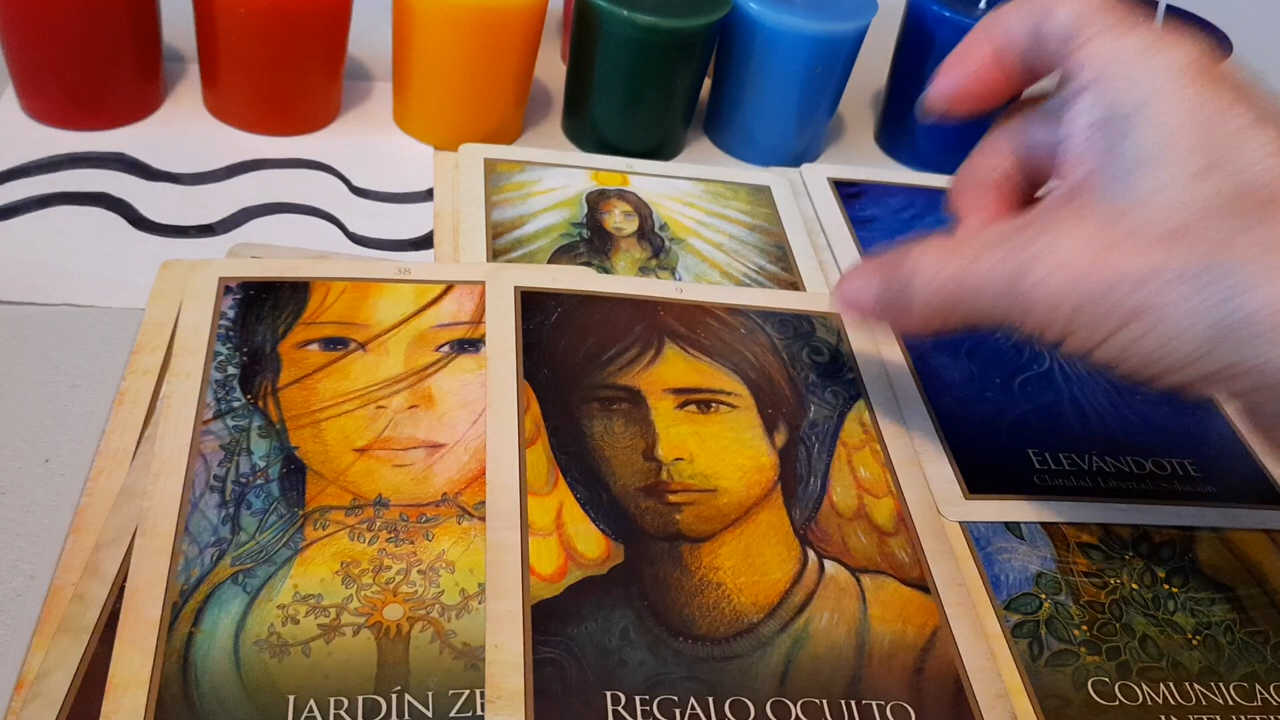 38
9
ELEVÁNDOTE
Claridad. Libertad. Solución
JARDÍN ZE
REGALO OCULTO
COMUNICAC